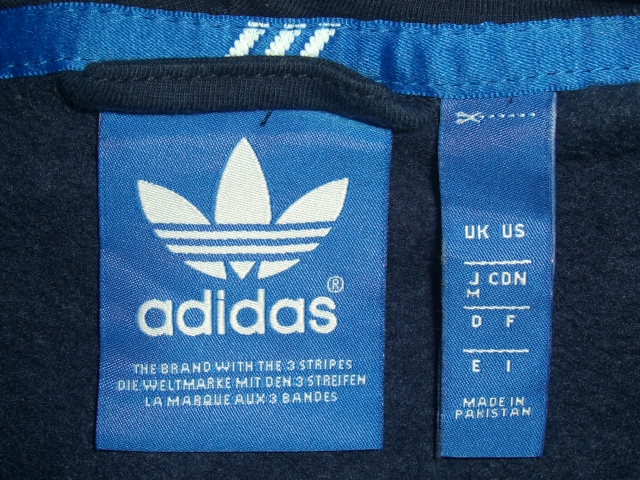 adidas®
THE BRAND WITH THE 3 STRIPES
DIE WELTMARKE MIT DEN 3 STREIFEN
LA MARQUE AUX 3 BANDES
UK US
J CDN
M
D F
E I
MADE IN
PAKISTAN